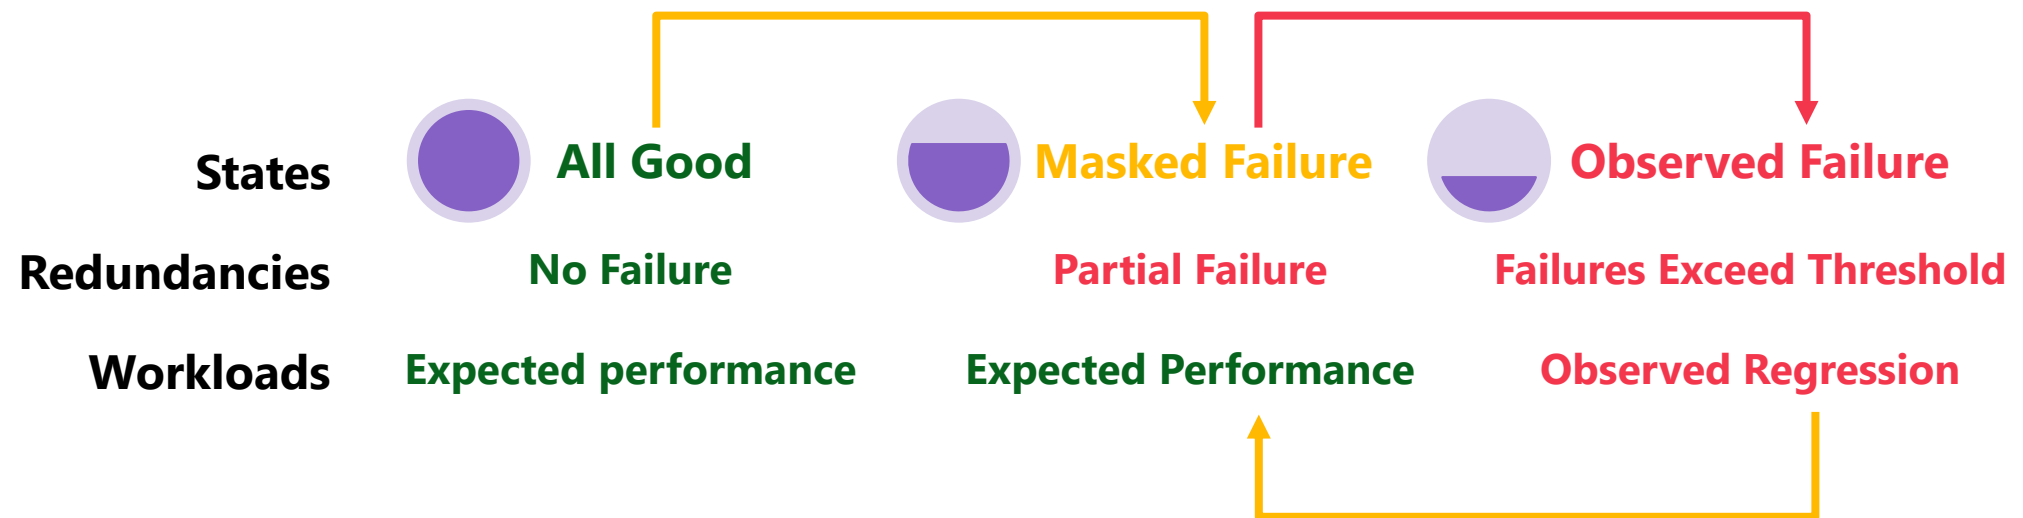 States All Good Masked Failure Observed Failure
Redundancies No Failure Partial Failure Failures Exceed Threshold
Workloads Expected performance Expected Performance Observed Regression